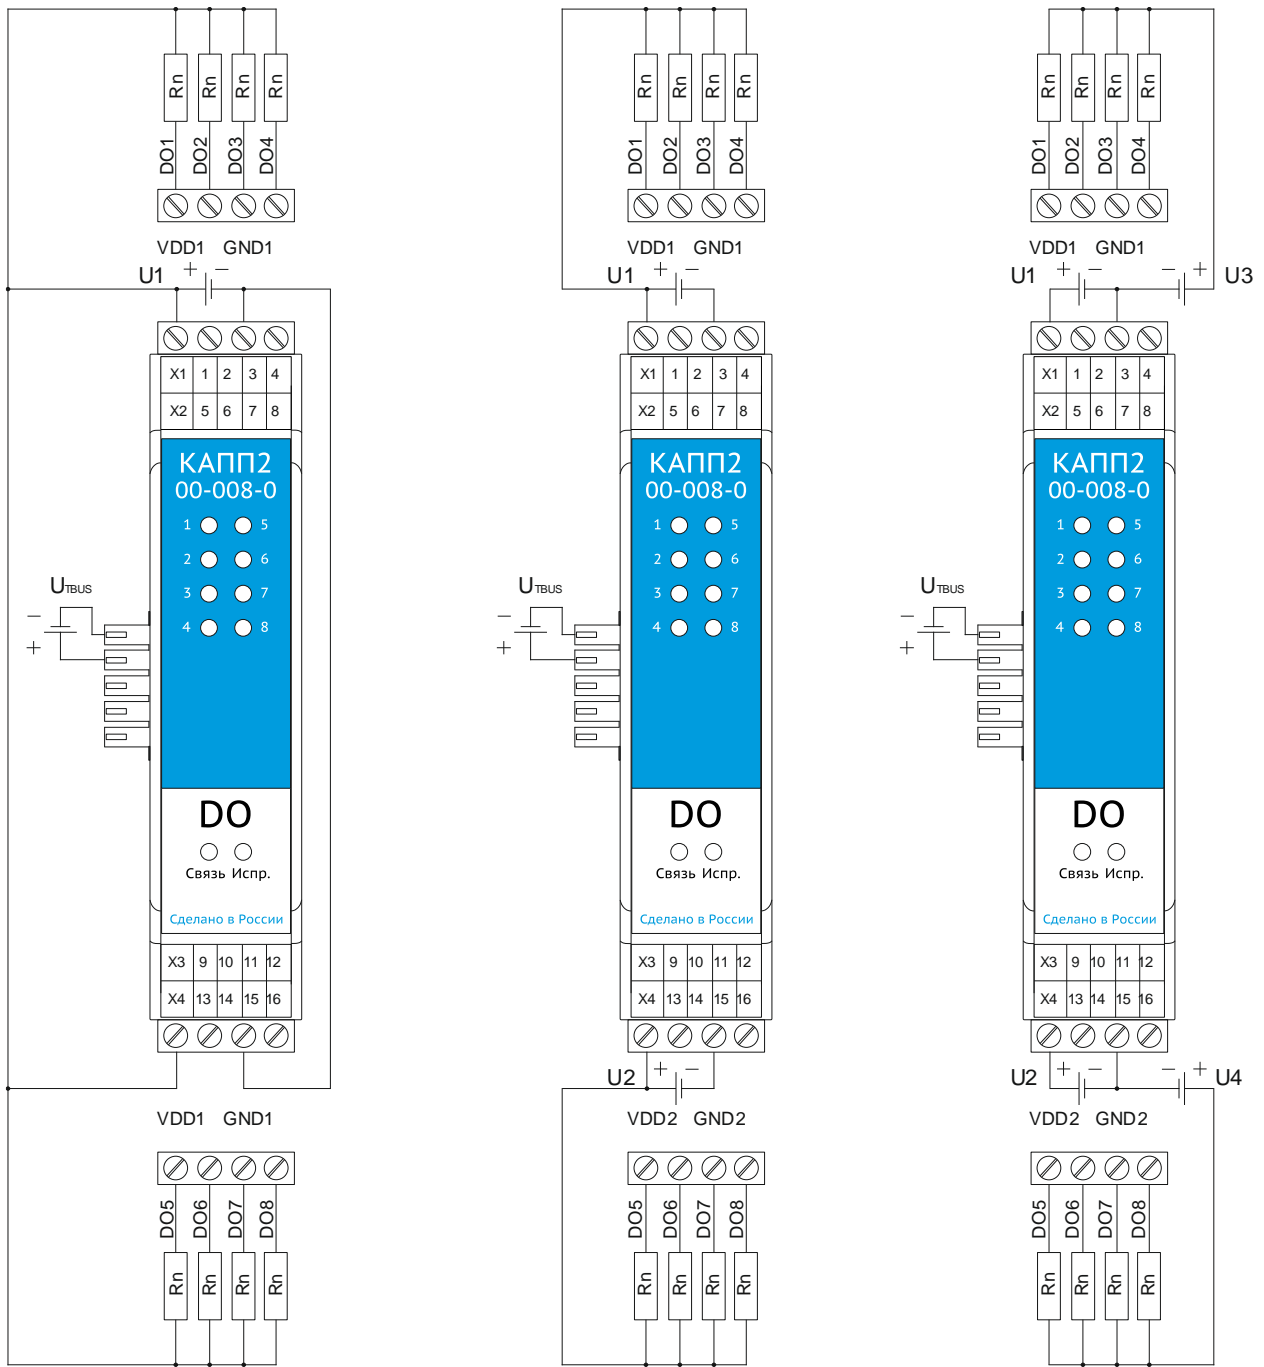 Rn Rn Rn Rn
DO1 DO2 DO3 DO4
VDD1 GND1
U1 + −
X1 1 2 3 4
X2 5 6 7 8
КАПП2
00-008-0
1 5
2 6
3 7
4 8
UTBUS
−
+
DO
Связь Испр.
Сделано в России
X3 9 10 11 12
X4 13 14 15 16
VDD1 GND1
DO5 DO6 DO7 DO8
Rn Rn Rn Rn
Rn Rn Rn Rn
DO1 DO2 DO3 DO4
VDD1 GND1
U1 + −
X1 1 2 3 4
X2 5 6 7 8
КАПП2
00-008-0
1 5
2 6
3 7
4 8
UTBUS
−
+
DO
Связь Испр.
Сделано в России
X3 9 10 11 12
X4 13 14 15 16
U2 + −
VDD2 GND2
DO5 DO6 DO7 DO8
Rn Rn Rn Rn
Rn Rn Rn Rn
DO1 DO2 DO3 DO4
VDD1 GND1
U1 + − − + U3
X1 1 2 3 4
X2 5 6 7 8
КАПП2
00-008-0
1 5
2 6
3 7
4 8
UTBUS
−
+
DO
Связь Испр.
Сделано в России
X3 9 10 11 12
X4 13 14 15 16
U2 + − − + U4
VDD2 GND2
DO5 DO6 DO7 DO8
Rn Rn Rn Rn